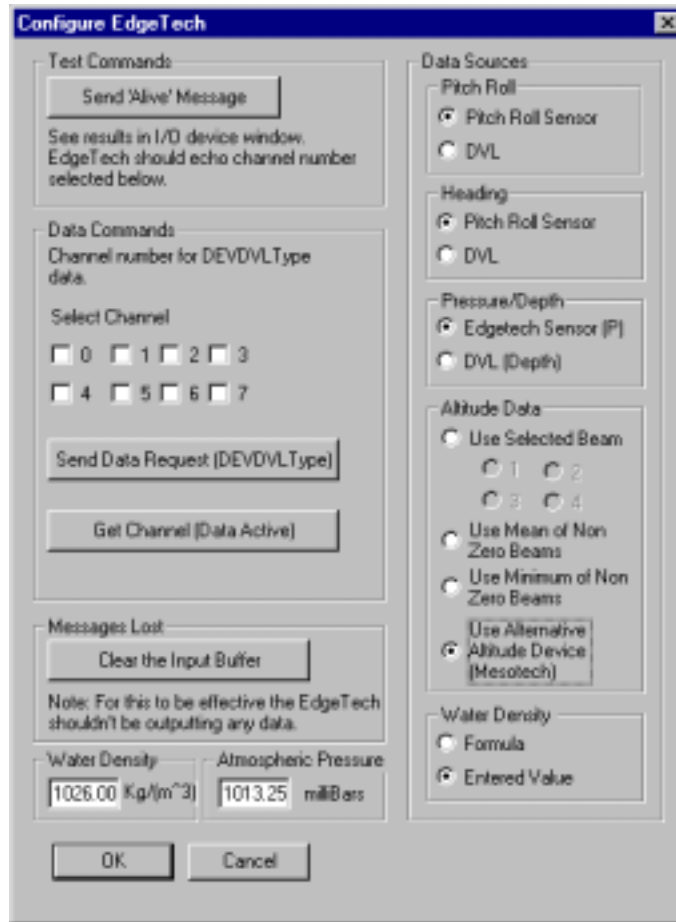 Configure EdgeTech
Test Commands
Send 'Alive' Message
See results in I/O device window.
EdgeTech should echo channel number
selected below.
Data Commands
Channel number for DEVDVLType
data.
Select Channel
0 1 2 3
4 5 6 7
Send Data Request (DEVDVLType)
Get Channel (Data Active)
Messages Lost
Clear the Input Buffer
Note: For this to be effective the EdgeTech
shouldn't be outputting any data.
Water Density
1026.00 Kg/(m^3)
Atmospheric Pressure
1013.25 milliBars
OK
Cancel
Data Sources
Pitch Roll
Pitch Roll Sensor
DVL
Heading
Pitch Roll Sensor
DVL
Pressure/Depth
Edgetech Sensor (P)
DVL (Depth)
Altitude Data
Use Selected Beam
1 2
3 4
Use Mean of Non
Zero Beams
Use Minimum of Non
Zero Beams
Use Alternative
Altitude Device
(Mesotech)
Water Density
Formula
Entered Value